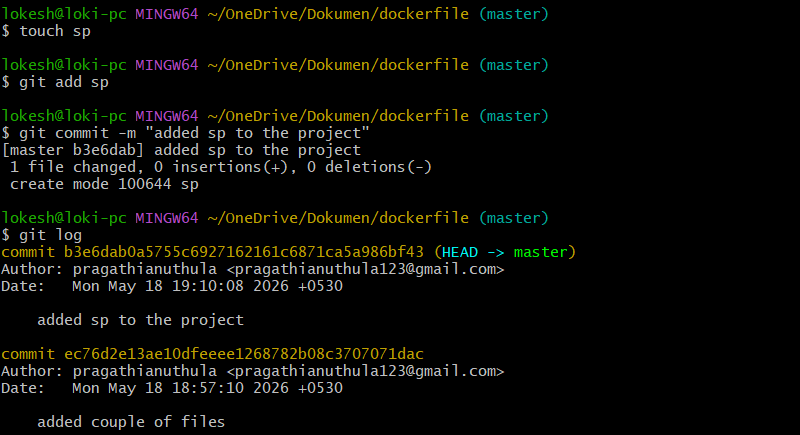 lokesh@loki-pc MINGW64 ~/OneDrive/Dokumen/dockerfile (master)
$ touch sp
lokesh@loki-pc MINGW64 ~/OneDrive/Dokumen/dockerfile (master)
$ git add sp
lokesh@loki-pc MINGW64 ~/OneDrive/Dokumen/dockerfile (master)
$ git commit -m "added sp to the project"
[master b3e6dab] added sp to the project
 1 file changed, 0 insertions(+), 0 deletions(-)
 create mode 100644 sp
lokesh@loki-pc MINGW64 ~/OneDrive/Dokumen/dockerfile (master)
$ git log
commit b3e6dab0a5755c6927162161c6871ca5a986bf43 (HEAD -> master)
Author: pragathianuthula <pragathianuthula123@gmail.com>
Date:   Mon May 18 19:10:08 2026 +0530
    added sp to the project
commit ec76d2e13ae10dfeeee1268782b08c3707071dac
Author: pragathianuthula <pragathianuthula123@gmail.com>
Date:   Mon May 18 18:57:10 2026 +0530
    added couple of files